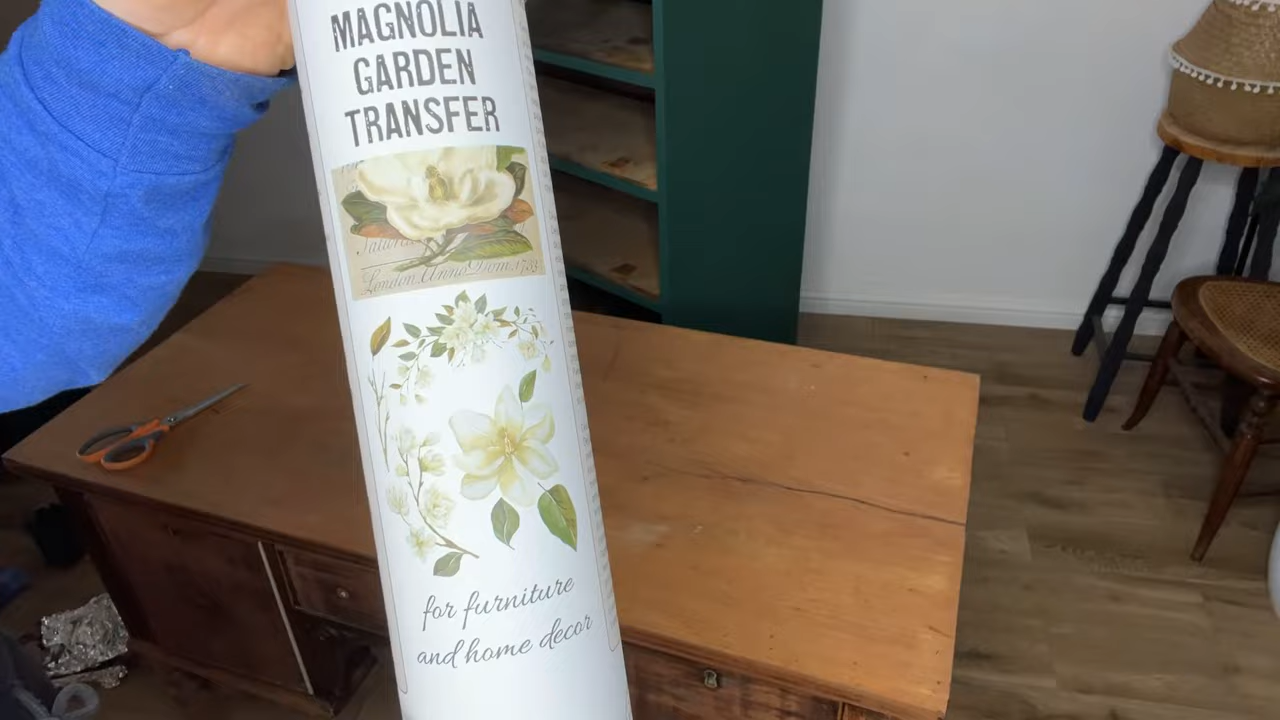 MAGNOLIA
GARDEN
TRANSFER
London Anno Dom. 1733
for furniture
and home decor